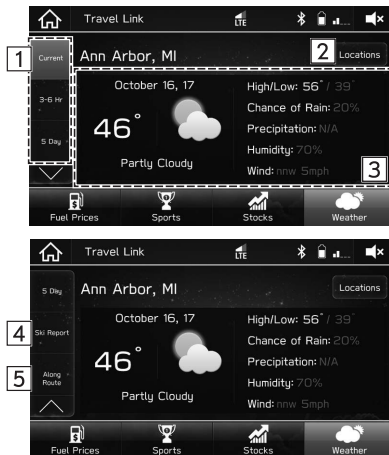 Travel Link
LTE
1
Current
Ann Arbor, MI
2
Locations
October 16, 17
High/Low: 56° / 39°
3-6 Hr
Chance of Rain: 20%
46°
Precipitation: N/A
5 Day
Humidity: 70%
3
Partly Cloudy
Wind: nnw 5mph
Fuel Prices
Sports
Stocks
Weather
Travel Link
LTE
5 Day
Ann Arbor, MI
Locations
October 16, 17
High/Low: 56° / 39°
4
Ski Report
Chance of Rain: 20%
46°
Precipitation: N/A
5
Along
Route
Humidity: 70%
Partly Cloudy
Wind: nnw 5mph
Fuel Prices
Sports
Stocks
Weather